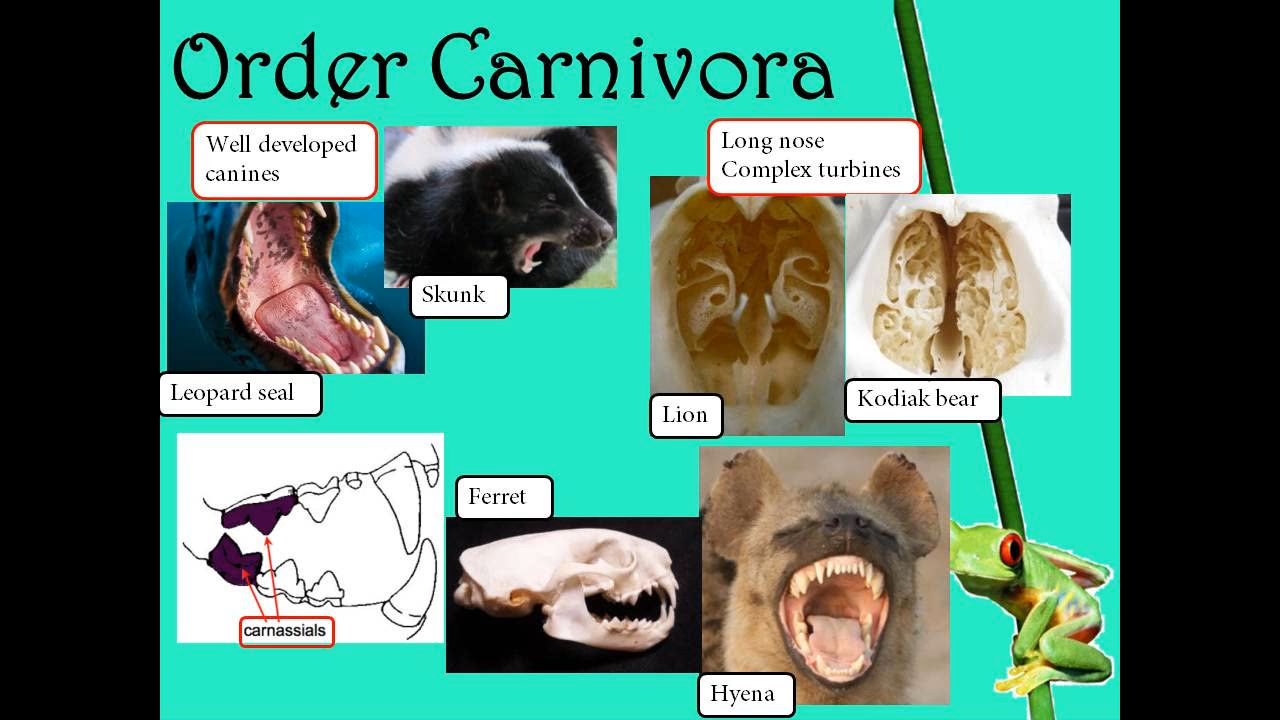 Order Carnivora
Well developed
canines
Long nose
Complex turbines
Skunk
Leopard seal
Lion
Kodiak bear
Ferret
carnassials
Hyena